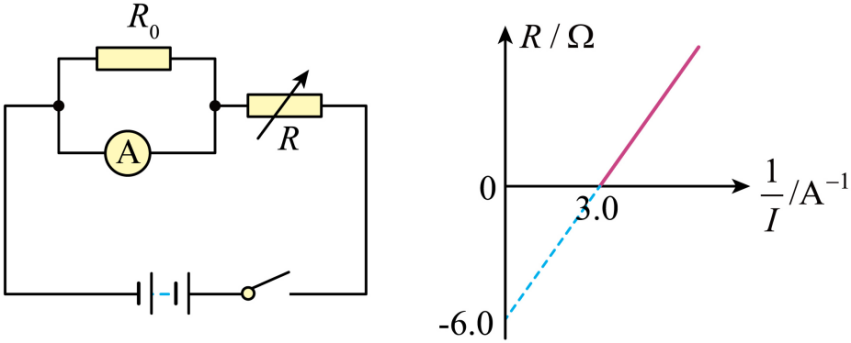 R₀
A
R
R / Ω
0
3.0
1/I /A⁻¹
-6.0